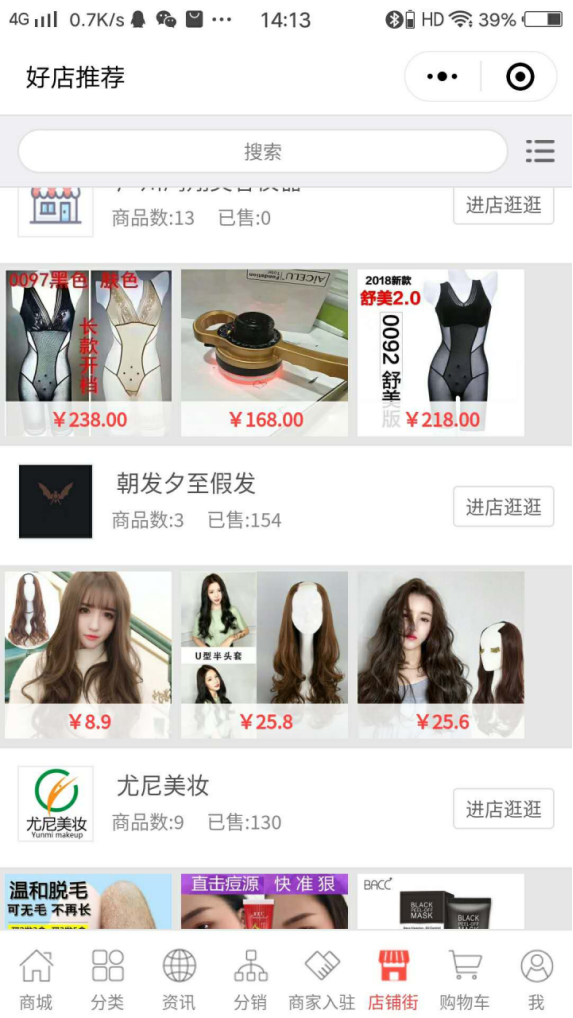 4G 0.7K/s 14:13 HD 39%
好店推荐
搜索
进店逛逛
商品数:13 已售:0
0097黑色 肤色
长款开档
￥238.00
AiCELU
Foundation
￥168.00
2018新款
舒美2.0
0092 舒美版
￥218.00
朝发夕至假发
进店逛逛
商品数:3 已售:154
￥8.9
U型半头套
￥25.8
￥25.6
尤尼美妆
进店逛逛
商品数:9 已售:130
尤尼美妆
Yunmi makeup
温和脱毛
可无毛 不再长
直击痘源 快准狠
BACC
BLACK
PEEL-OFF
MASK
BLACK
PEEL-OFF
MASK
商城 分类 资讯 分销 商家入驻 店铺街 购物车 我